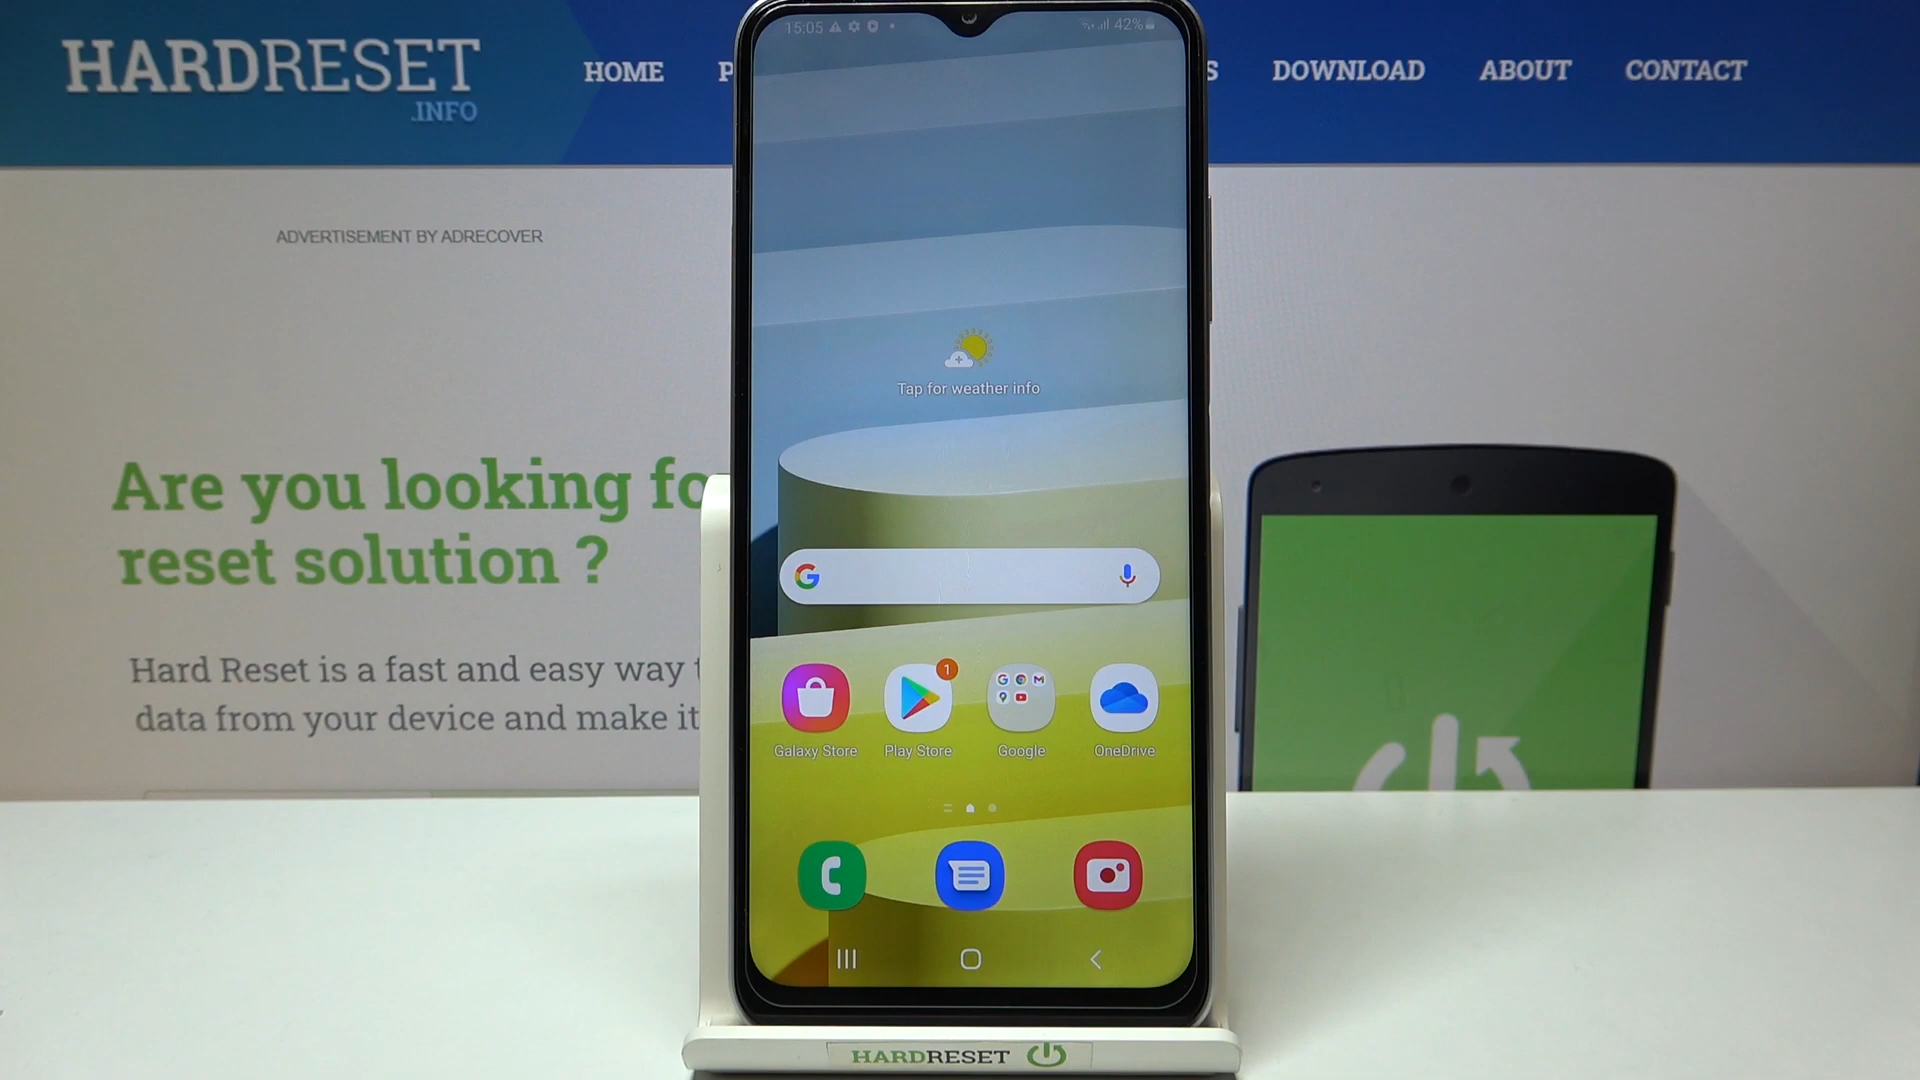 HARDRESET
.INFO
HOME P S DOWNLOAD ABOUT CONTACT
ADVERTISEMENT BY ADRECOVER
Are you looking fo
reset solution ?
Hard Reset is a fast and easy way t
data from your device and make it
15:05 42%
Tap for weather info
G
1
Galaxy Store Play Store Google OneDrive
HARDRESET